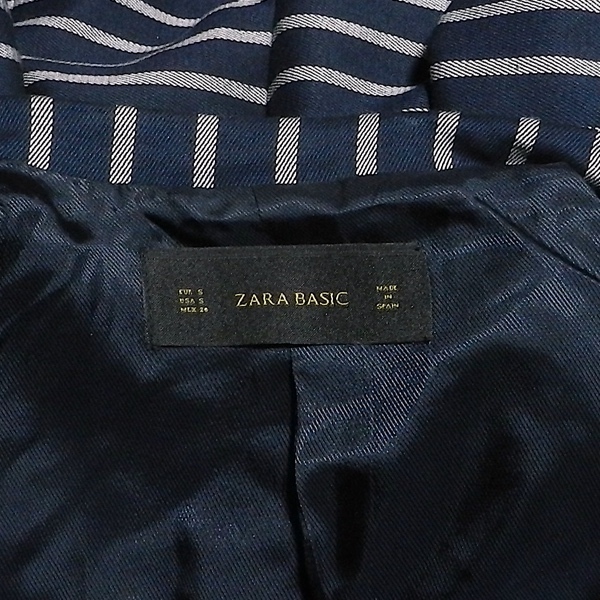 EUR S
USA S
MEX 26
ZARA BASIC
MADE
IN
SPAIN